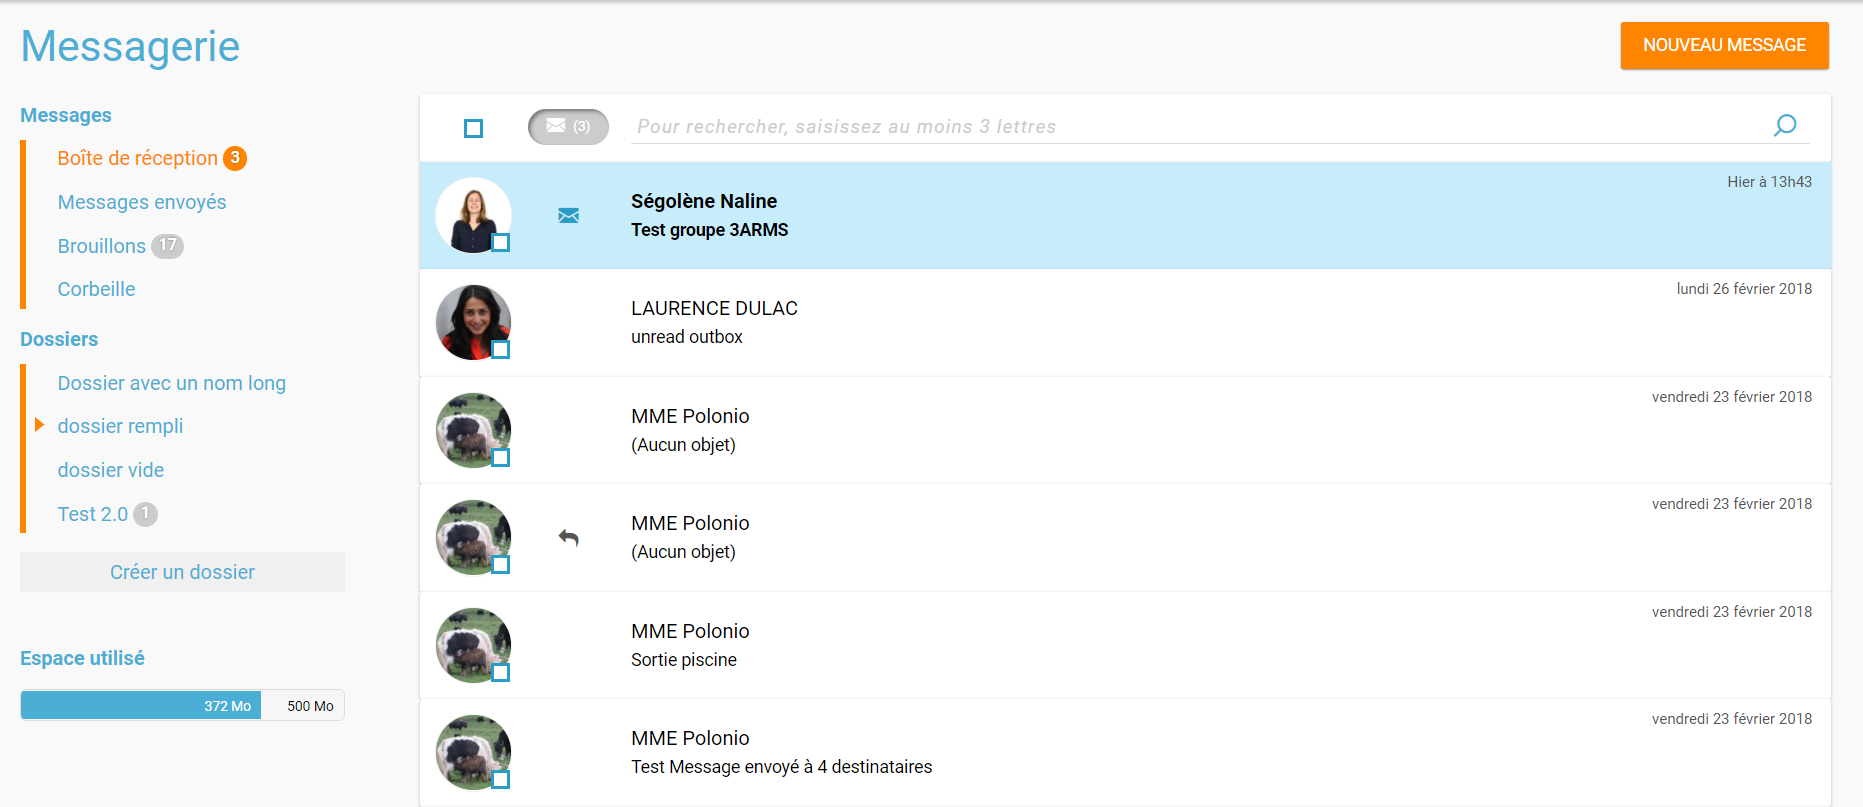 Messagerie
NOUVEAU MESSAGE
Messages
Boîte de réception 3
Messages envoyés
Brouillons 17
Corbeille
Dossiers
Dossier avec un nom long
dossier rempli
dossier vide
Test 2.0 1
Créer un dossier
Espace utilisé
372 Mo 500 Mo
(3) Pour rechercher, saisissez au moins 3 lettres
Hier à 13h43
Ségolène Naline
Test groupe 3ARMS
lundi 26 février 2018
LAURENCE DULAC
unread outbox
vendredi 23 février 2018
MME Polonio
(Aucun objet)
vendredi 23 février 2018
MME Polonio
(Aucun objet)
vendredi 23 février 2018
MME Polonio
Sortie piscine
vendredi 23 février 2018
MME Polonio
Test Message envoyé à 4 destinataires